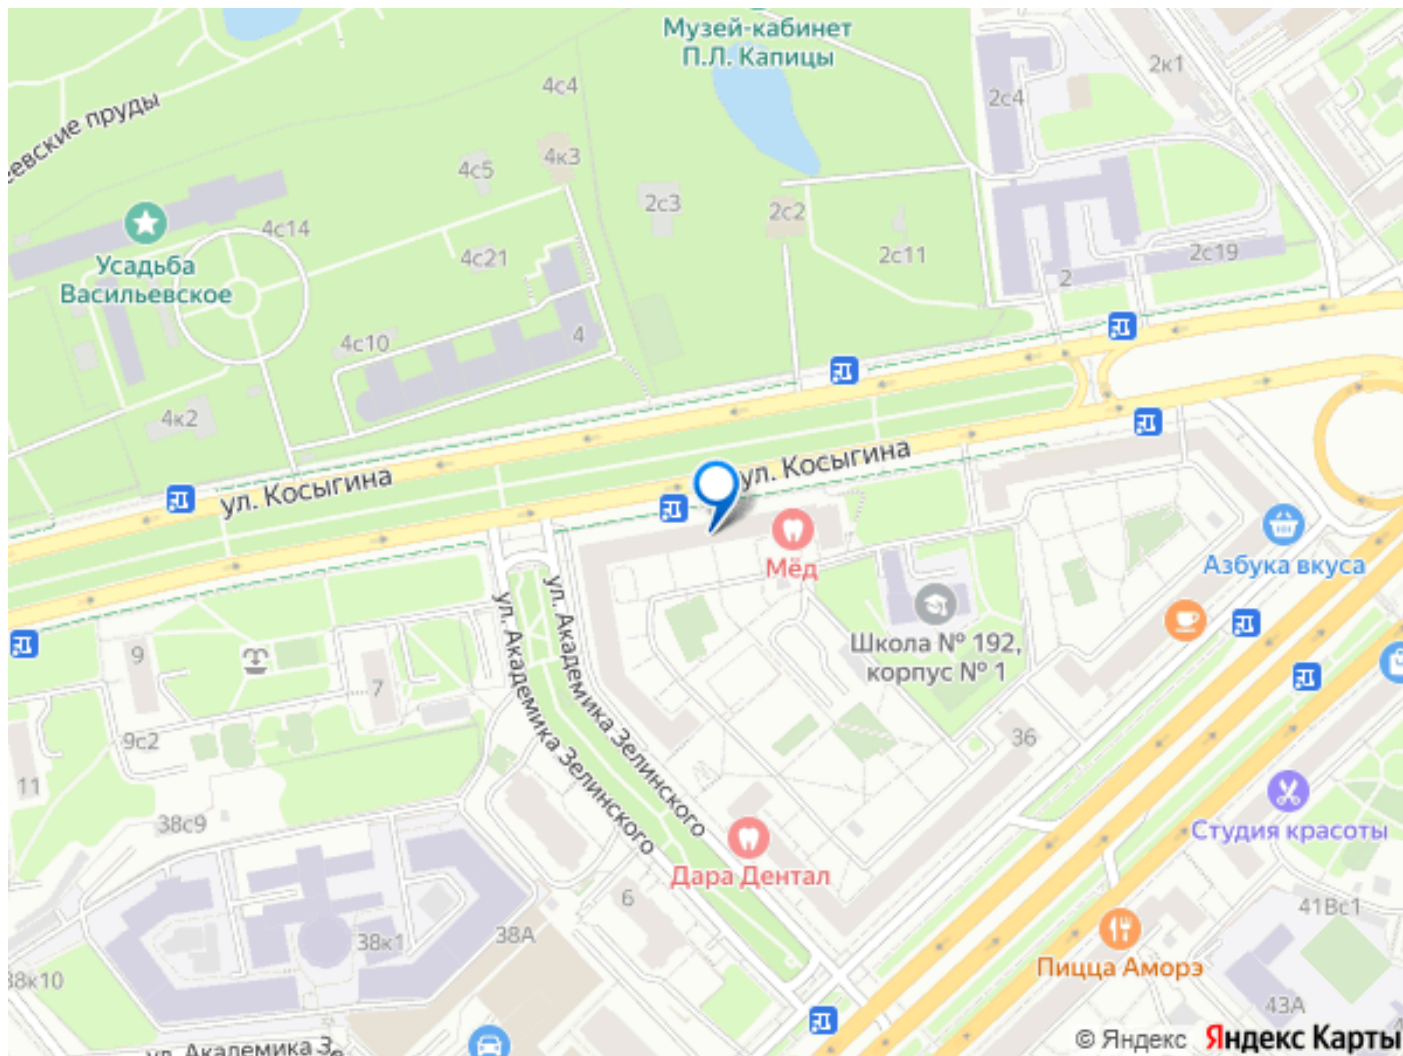 Музей-кабинет
П.Л. Капицы
2к1
4с4
2с4
евские пруды
4к3
4с5
2с3
2с2
4с14
2с11
2с19
4с21
Усадьба
Васильевское
2
4
4с10
4к2
ул. Косыгина
ул. Косыгина
Мёд
Азбука вкуса
ул. Академика Зелинского
ул. Академика Зелинского
Школа № 192,
корпус № 1
9
7
9с2
36
11
38с9
Студия красоты
Дара Дентал
6
41Вс1
38к1
38А
Пицца Аморэ
38к10
43А
ул. Академика
© Яндекс Яндекс Карты